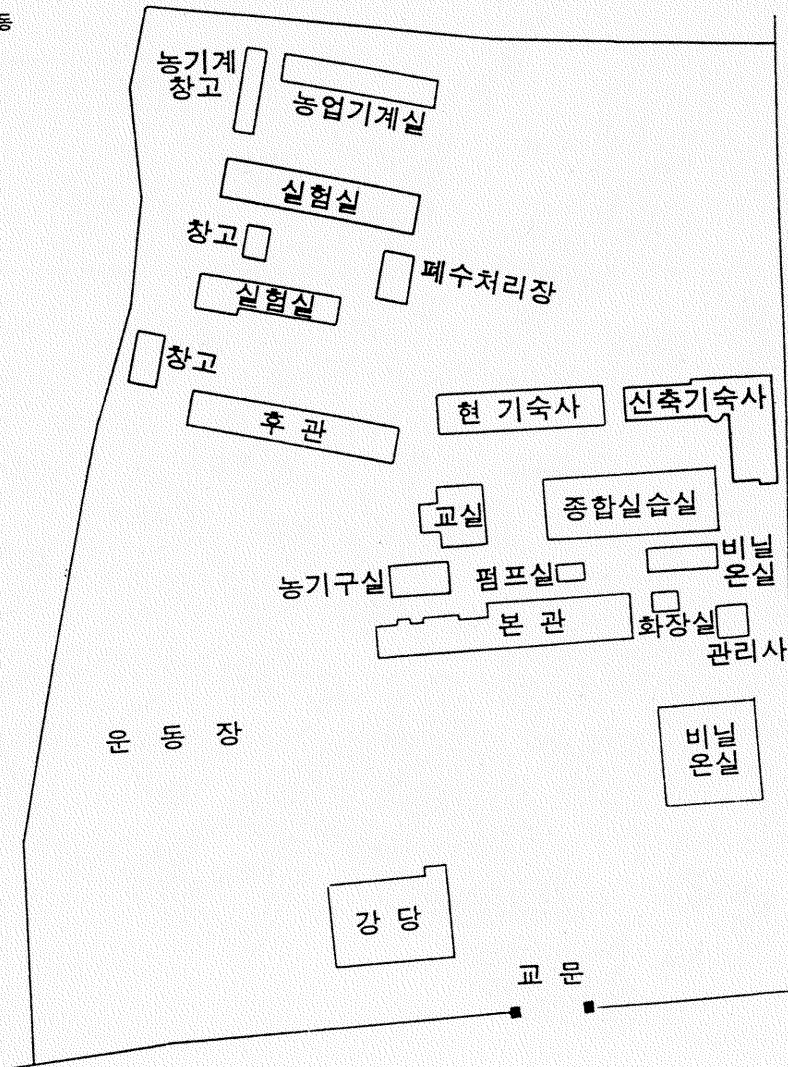 동
농기계
창고
농업기계실
실험실
창고
폐수처리장
실험실
창고
후 관
현 기숙사
신축기숙사
교실
종합실습실
비닐
온실
농기구실
펌프실
본 관
화장실
관리사
운 동 장
비닐
온실
강 당
교 문